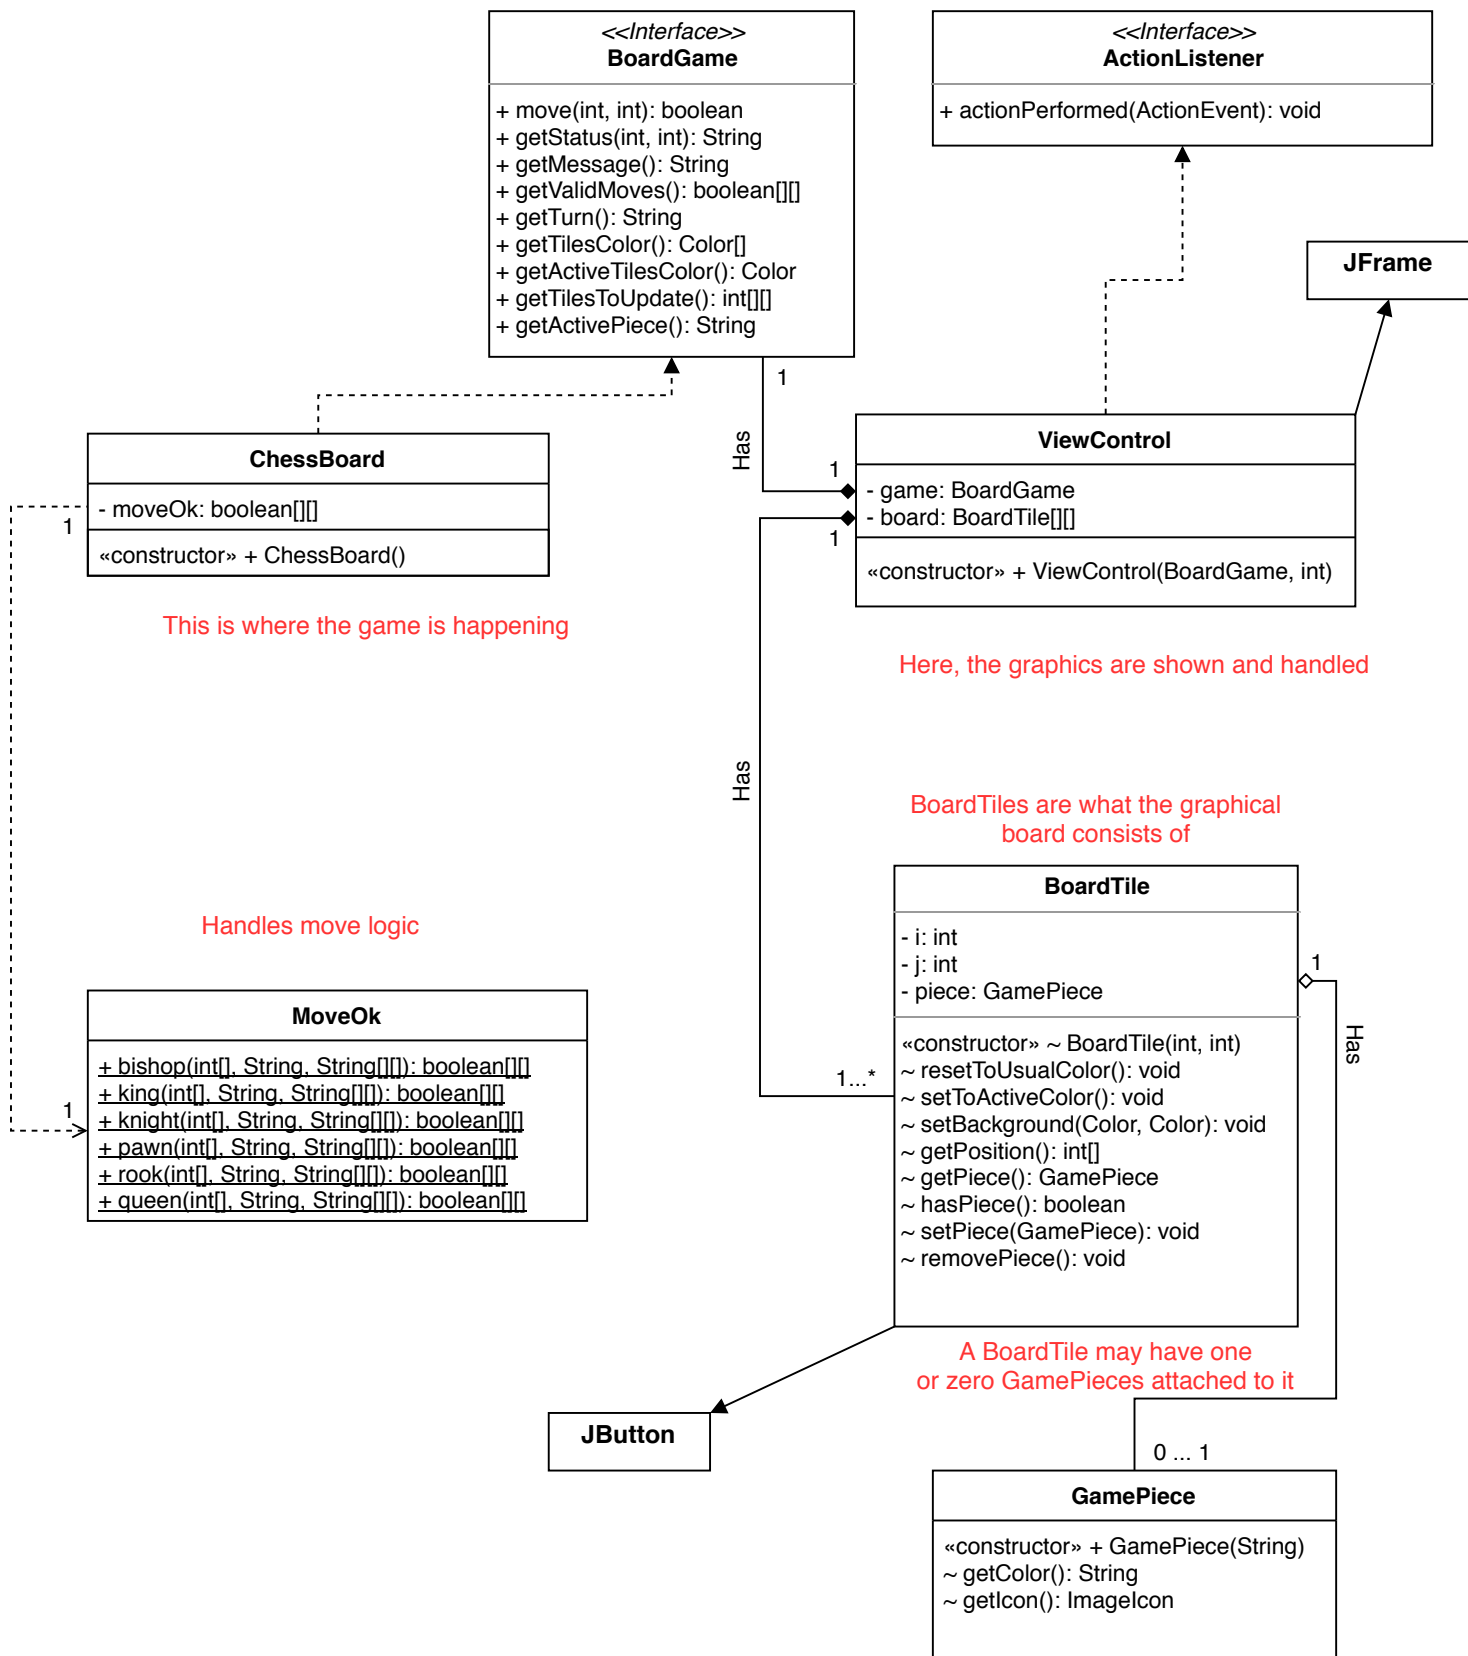 <<Interface>>
BoardGame
+ move(int, int): boolean
+ getStatus(int, int): String
+ getMessage(): String
+ getValidMoves(): boolean[][]
+ getTurn(): String
+ getTilesColor(): Color[]
+ getActiveTilesColor(): Color
+ getTilesToUpdate(): int[][]
+ getActivePiece(): String
<<Interface>>
ActionListener
+ actionPerformed(ActionEvent): void
JFrame
1
Has
1
1
ChessBoard
- moveOk: boolean[][]
«constructor» + ChessBoard()
1
This is where the game is happening
ViewControl
- game: BoardGame
- board: BoardTile[][]
«constructor» + ViewControl(BoardGame, int)
Here, the graphics are shown and handled
Has
BoardTiles are what the graphical
board consists of
Handles move logic
MoveOk
+ bishop(int[], String, String[][]): boolean[][]
+ king(int[], String, String[][]): boolean[][]
+ knight(int[], String, String[][]): boolean[][]
+ pawn(int[], String, String[][]): boolean[][]
+ rook(int[], String, String[][]): boolean[][]
+ queen(int[], String, String[][]): boolean[][]
1
BoardTile
- i: int
- j: int
- piece: GamePiece
«constructor» ~ BoardTile(int, int)
~ resetToUsualColor(): void
~ setToActiveColor(): void
~ setBackground(Color, Color): void
~ getPosition(): int[]
~ getPiece(): GamePiece
~ hasPiece(): boolean
~ setPiece(GamePiece): void
~ removePiece(): void
1...*
1
Has
A BoardTile may have one
or zero GamePieces attached to it
JButton
0 ... 1
GamePiece
«constructor» + GamePiece(String)
~ getColor(): String
~ getIcon(): ImageIcon